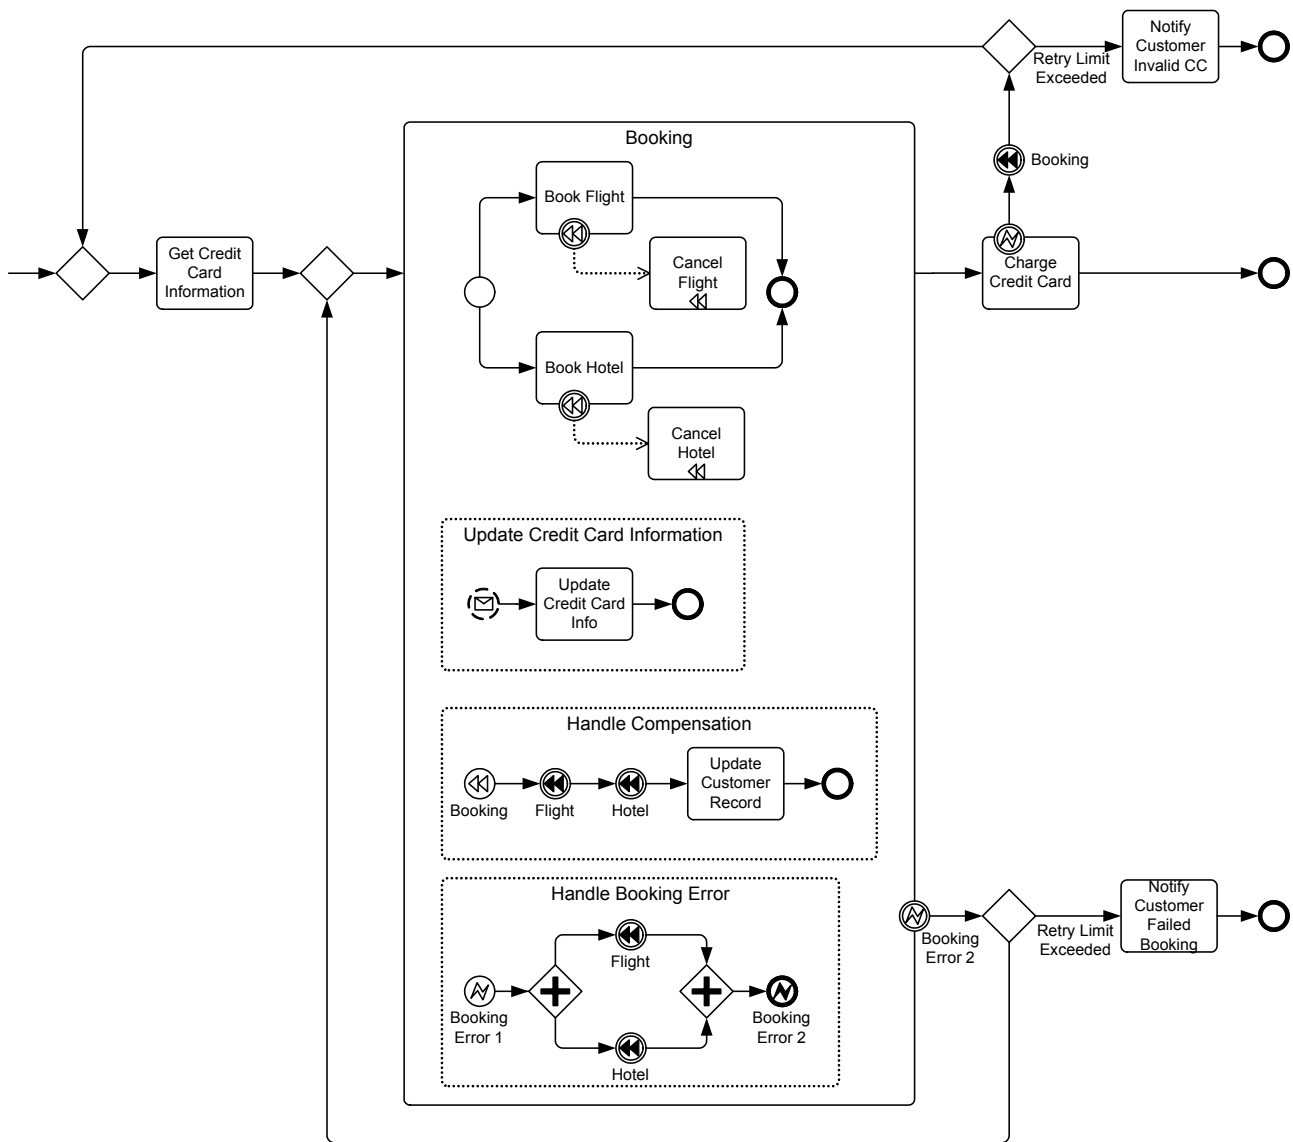 Notify
Customer
Invalid CC
Retry Limit
Exceeded
Booking
Booking
Book Flight
Get Credit
Card
Information
Cancel
Flight
Charge
Credit Card
Book Hotel
Cancel
Hotel
Update Credit Card Information
Update
Credit Card
Info
Handle Compensation
Update
Customer
Record
Booking
Flight
Hotel
Handle Booking Error
Flight
Booking
Error 1
Booking
Error 2
Hotel
Booking
Error 2
Retry Limit
Exceeded
Notify
Customer
Failed
Booking